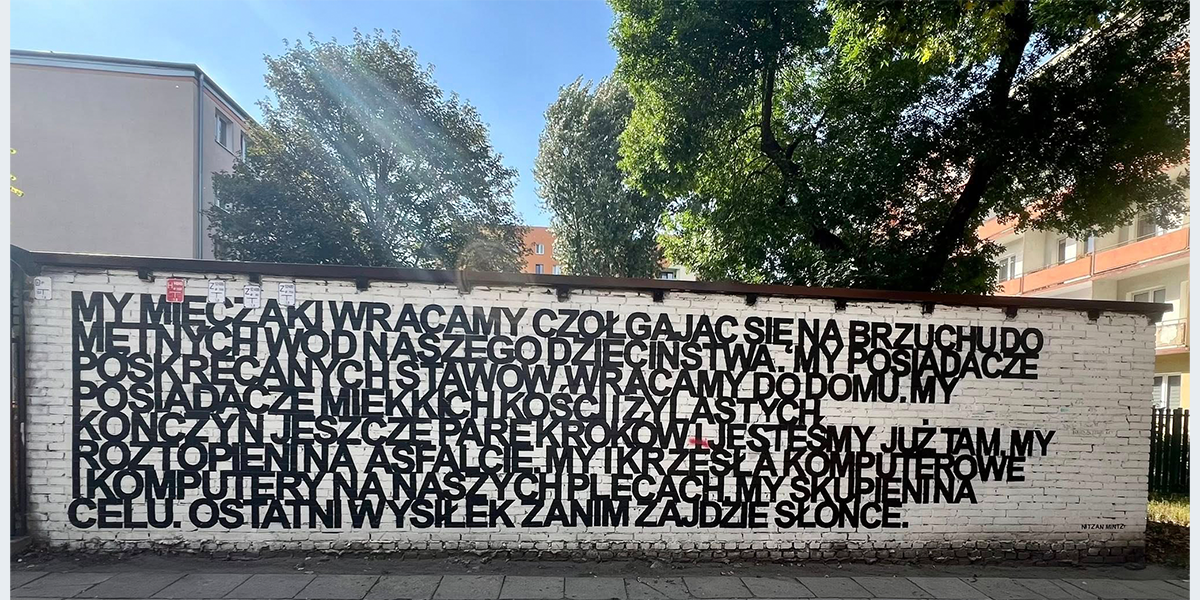 MY MIĘCZAKI WRACAMY CZOŁGAJĄC SIĘ NA BRZUCHU DO
MĘTNYCH WÓD NASZEGO DZIECIŃSTWA. MY POSIADACZE
POSKRĘCANYCH STAWÓW WRACAMY DO DOMU. MY
POSIADACZE MIĘKKICH KOŚCI I ŻYLASTYCH
KOŃCZYN JESZCZE PARĘ KROKÓW I JESTEŚMY JUŻ TAM. MY
ROZTOPIENI NA ASFALCIE. MY I KRZESŁA KOMPUTEROWE
I KOMPUTERY NA NASZYCH PLECACH. MY SKUPIENI NA
CELU. OSTATNI WYSIŁEK ZANIM ZAJDZIE SŁOŃCE.
NITZAN MINTZ